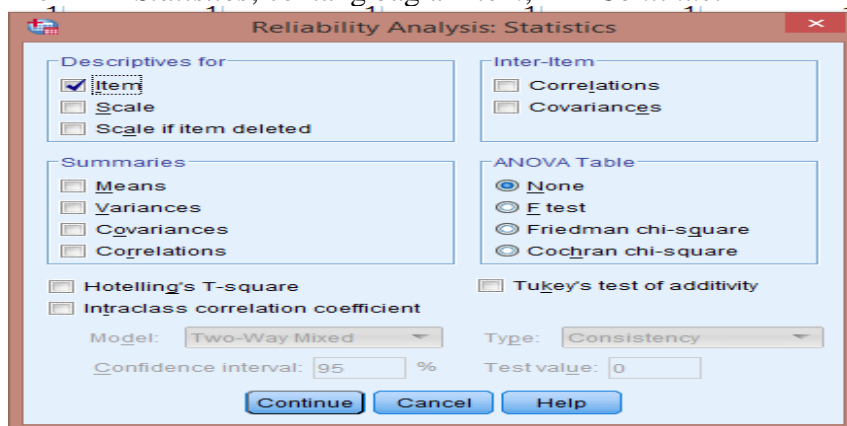 Reliability Analysis: Statistics
Descriptives for
Item
Scale
Scale if item deleted
Inter-Item
Correlations
Covariances
Summaries
Means
Variances
Covariances
Correlations
ANOVA Table
None
F test
Friedman chi-square
Cochran chi-square
Hotelling's T-square
Tukey's test of additivity
Intraclass correlation coefficient
Model: Two-Way Mixed Type: Consistency
Confidence interval: 95 % Test value: 0
Continue Cancel Help